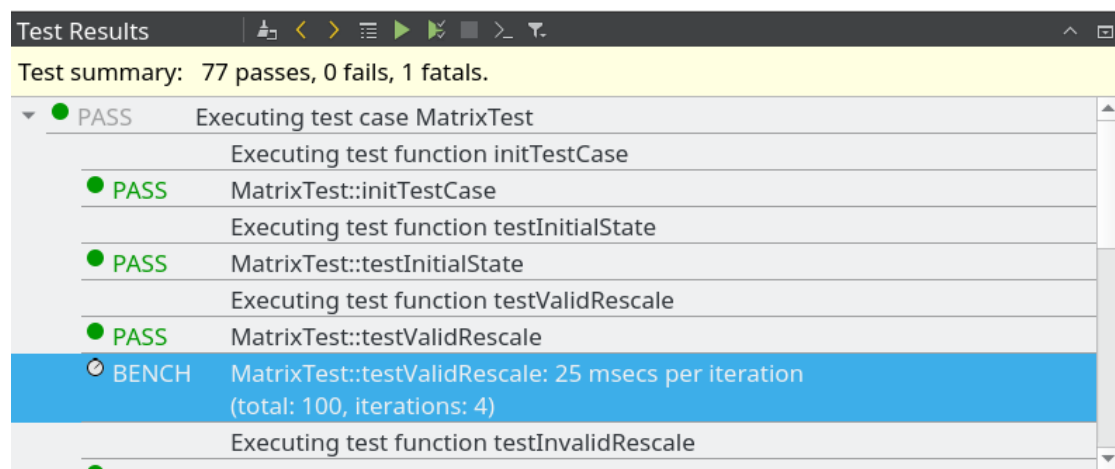 Test Results
Test summary: 77 passes, 0 fails, 1 fatals.
PASS Executing test case MatrixTest
Executing test function initTestCase
PASS MatrixTest::initTestCase
Executing test function testInitialState
PASS MatrixTest::testInitialState
Executing test function testValidRescale
PASS MatrixTest::testValidRescale
BENCH MatrixTest::testValidRescale: 25 msecs per iteration
(total: 100, iterations: 4)
Executing test function testInvalidRescale